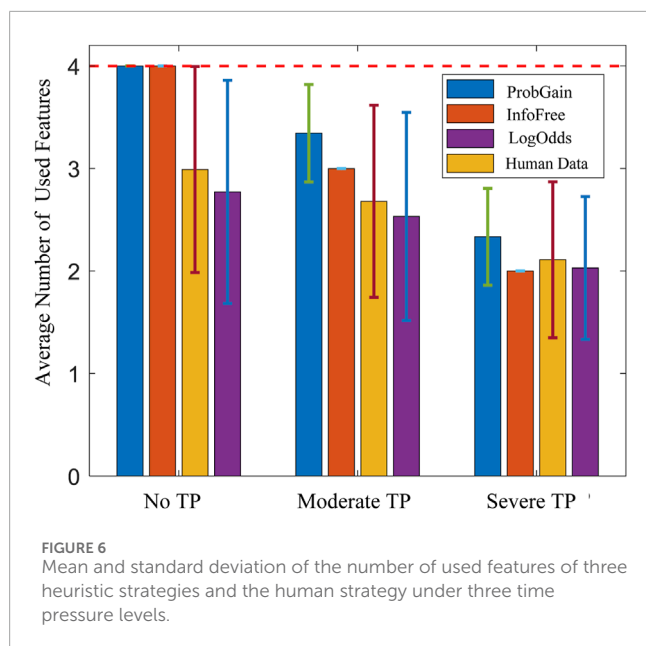 Average Number of Used Features
4
3
2
1
0
ProbGain
InfoFree
LogOdds
Human Data
No TP
Moderate TP
Severe TP '
FIGURE 6
Mean and standard deviation of the number of used features of three
heuristic strategies and the human strategy under three time
pressure levels.